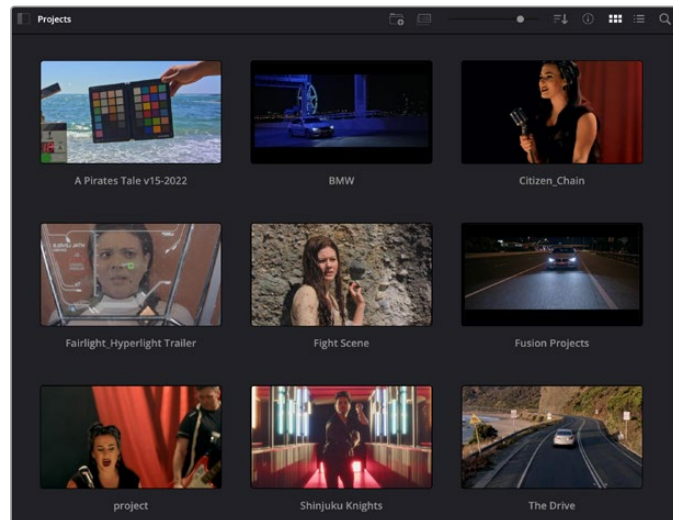 Projects
A Pirates Tale v15-2022
BMW
Citizen_Chain
Fairlight_Hyperlight Trailer
Fight Scene
Fusion Projects
project
Shinjuku Knights
The Drive